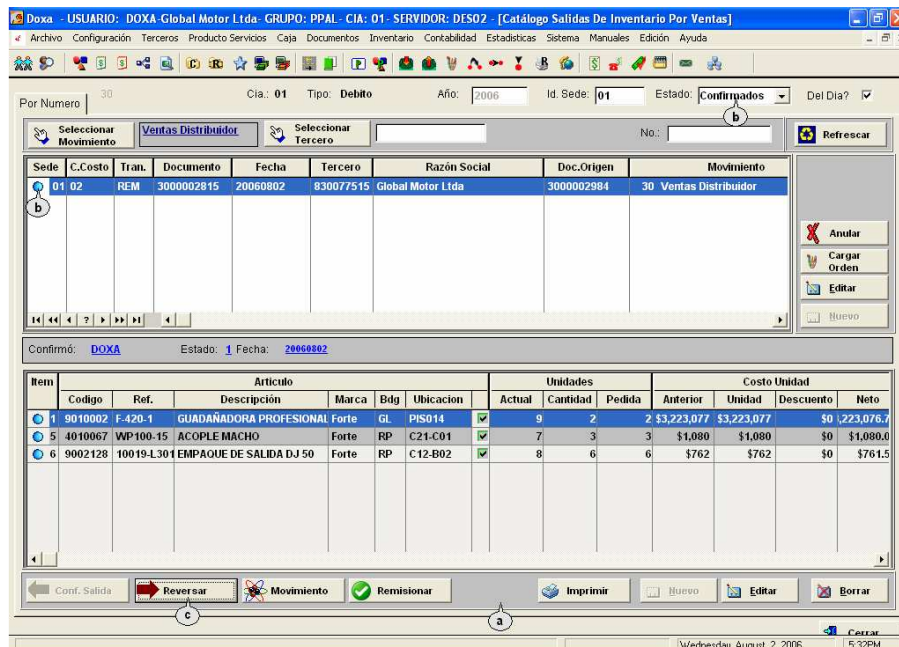 Doxa - USUARIO: DOXA-Global Motor Ltda- GRUPO: PPAL- CIA: 01- SERVIDOR: DESO2 - [Catálogo Salidas De Inventario Por Ventas]
Archivo Configuración Terceros Producto Servicios Caja Documentos Inventario Contabilidad Estadisticas Sistema Manuales Edición Ayuda
Por Numero 30 Cia.: 01 Tipo: Debito Año: 2006 Id. Sede: 01 Estado: Confirmados Del Dia?
b
Seleccionar Movimiento Ventas Distribuidor Seleccionar Tercero No.: Refrescar
Sede C.Costo Tran. Documento Fecha Tercero Razón Social Doc.Origen Movimiento
01 02 REM 3000002815 20060802 830077515 Global Motor Ltda 3000002984 30 Ventas Distribuidor
b
Anular
Cargar Orden
Editar
Nuevo
Confirmó: DOXA Estado: 1 Fecha: 20060802
Item Articulo Unidades Costo Unidad
Codigo Ref. Descripción Marca Bdg Ubicacion Actual Cantidad Pedida Anterior Unidad Descuento Neto
1 9010002 F-420-1 GUADAÑADORA PROFESIONAL Forte GL PIS014 9 2 2 $3,223,077 $3,223,077 $0 ,223,076.7
5 4010067 WP100-15 ACOPLE MACHO Forte RP C21-C01 7 3 3 $1,080 $1,080 $0 $1,080.0
6 9002128 10019-L301 EMPAQUE DE SALIDA DJ 50 Forte RP C12-B02 8 6 6 $762 $762 $0 $761.5
Conf. Salida Reversar Movimiento Remisionar Imprimir Nuevo Editar Borrar
c a
Cerrar
Wednesday, August 2, 2006 5:32PM